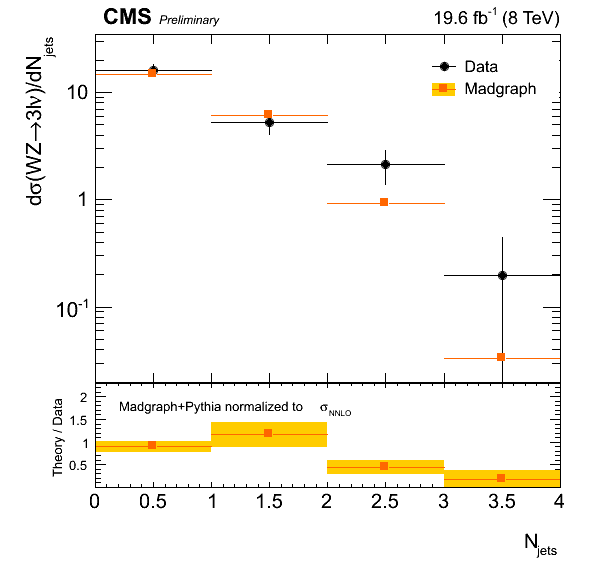 CMS Preliminary 19.6 fb⁻¹ (8 TeV)
dσ(WZ→3lν)/dN_jets
10
1
10⁻¹
Data
Madgraph
Theory / Data
2
1.5
1
0.5
Madgraph+Pythia normalized to σ_NNLO
0 0.5 1 1.5 2 2.5 3 3.5 4
N_jets